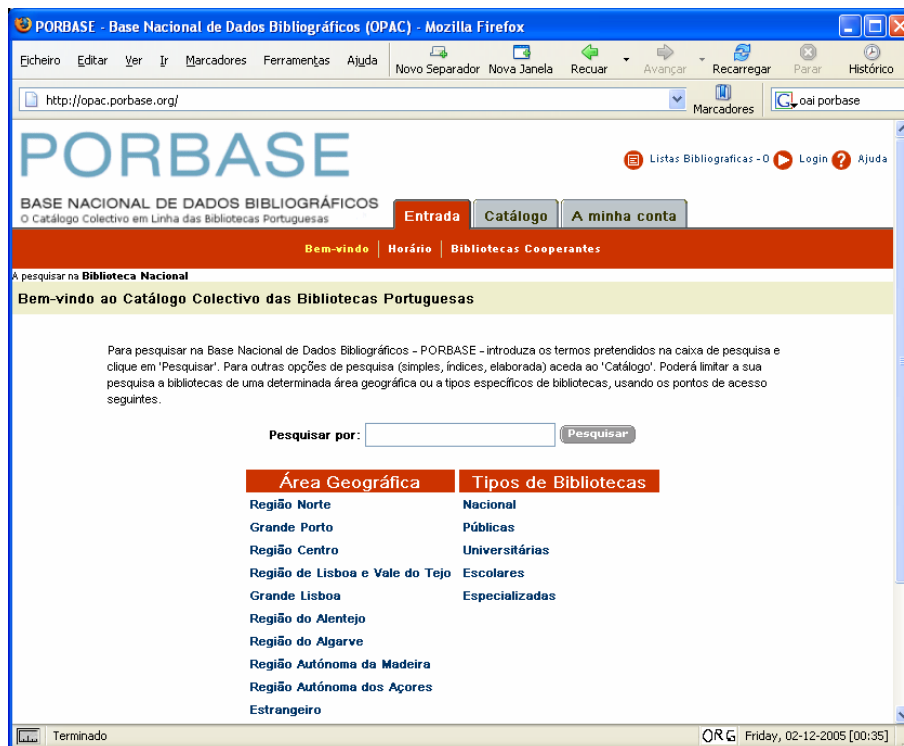 PORBASE - Base Nacional de Dados Bibliográficos (OPAC) - Mozilla Firefox
Ficheiro Editar Ver Ir Marcadores Ferramentas Ajuda
Novo Separador Nova Janela Recuar Avançar Recarregar Parar Histórico
http://opac.porbase.org/ Marcadores G oai porbase
PORBASE
Listas Bibliograficas - 0 Login ? Ajuda
BASE NACIONAL DE DADOS BIBLIOGRÁFICOS
O Catálogo Colectivo em Linha das Bibliotecas Portuguesas
Entrada Catálogo A minha conta
Bem-vindo | Horário | Bibliotecas Cooperantes
A pesquisar na Biblioteca Nacional
Bem-vindo ao Catálogo Colectivo das Bibliotecas Portuguesas
Para pesquisar na Base Nacional de Dados Bibliográficos - PORBASE - introduza os termos pretendidos na caixa de pesquisa e
clique em 'Pesquisar'. Para outras opções de pesquisa (simples, índices, elaborada) aceda ao 'Catálogo'. Poderá limitar a sua
pesquisa a bibliotecas de uma determinada área geográfica ou a tipos específicos de bibliotecas, usando os pontos de acesso
seguintes.
Pesquisar por: Pesquisar
Área Geográfica Tipos de Bibliotecas
Região Norte Nacional
Grande Porto Públicas
Região Centro Universitárias
Região de Lisboa e Vale do Tejo Escolares
Grande Lisboa Especializadas
Região do Alentejo
Região do Algarve
Região Autónoma da Madeira
Região Autónoma dos Açores
Estrangeiro
Terminado ORG Friday, 02-12-2005 [00:35]